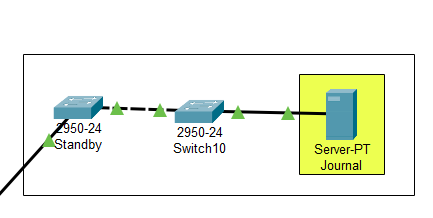 2950-24
Standby
2950-24
Switch10
Server-PT
Journal